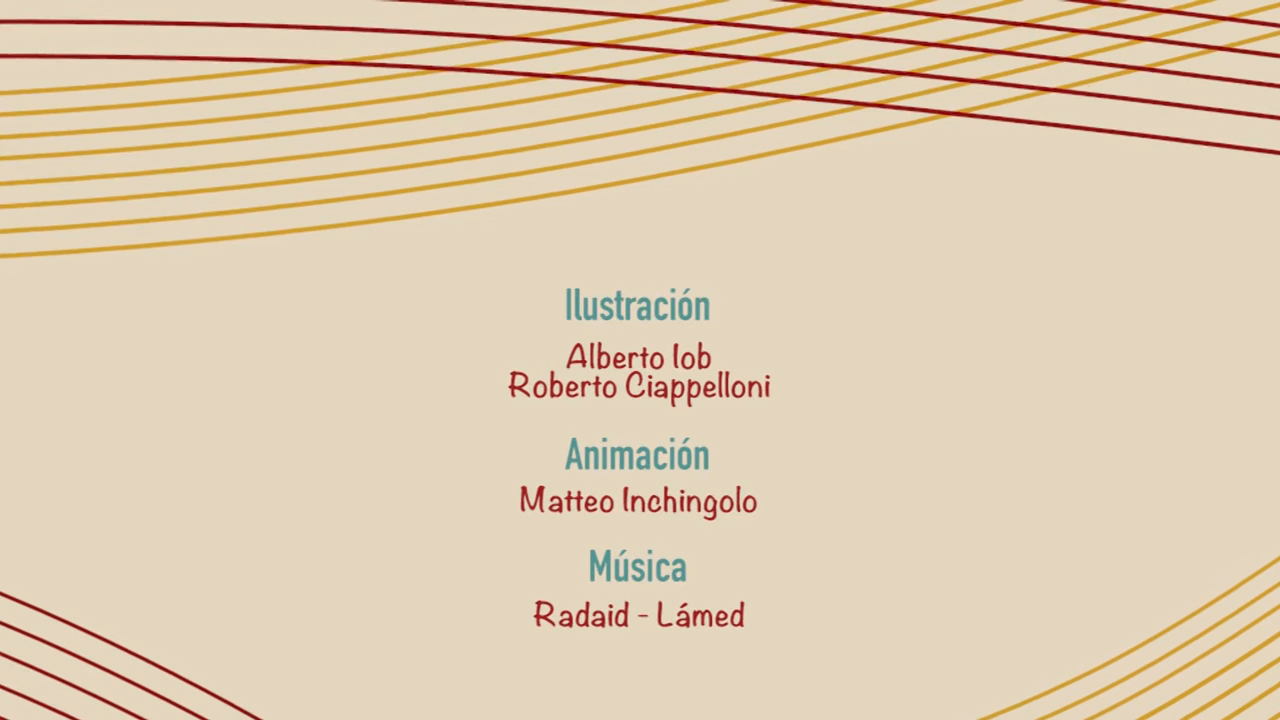 Ilustración
Alberto Iob
Roberto Ciappelloni
Animación
Matteo Inchingolo
Música
Radaid - Lámed